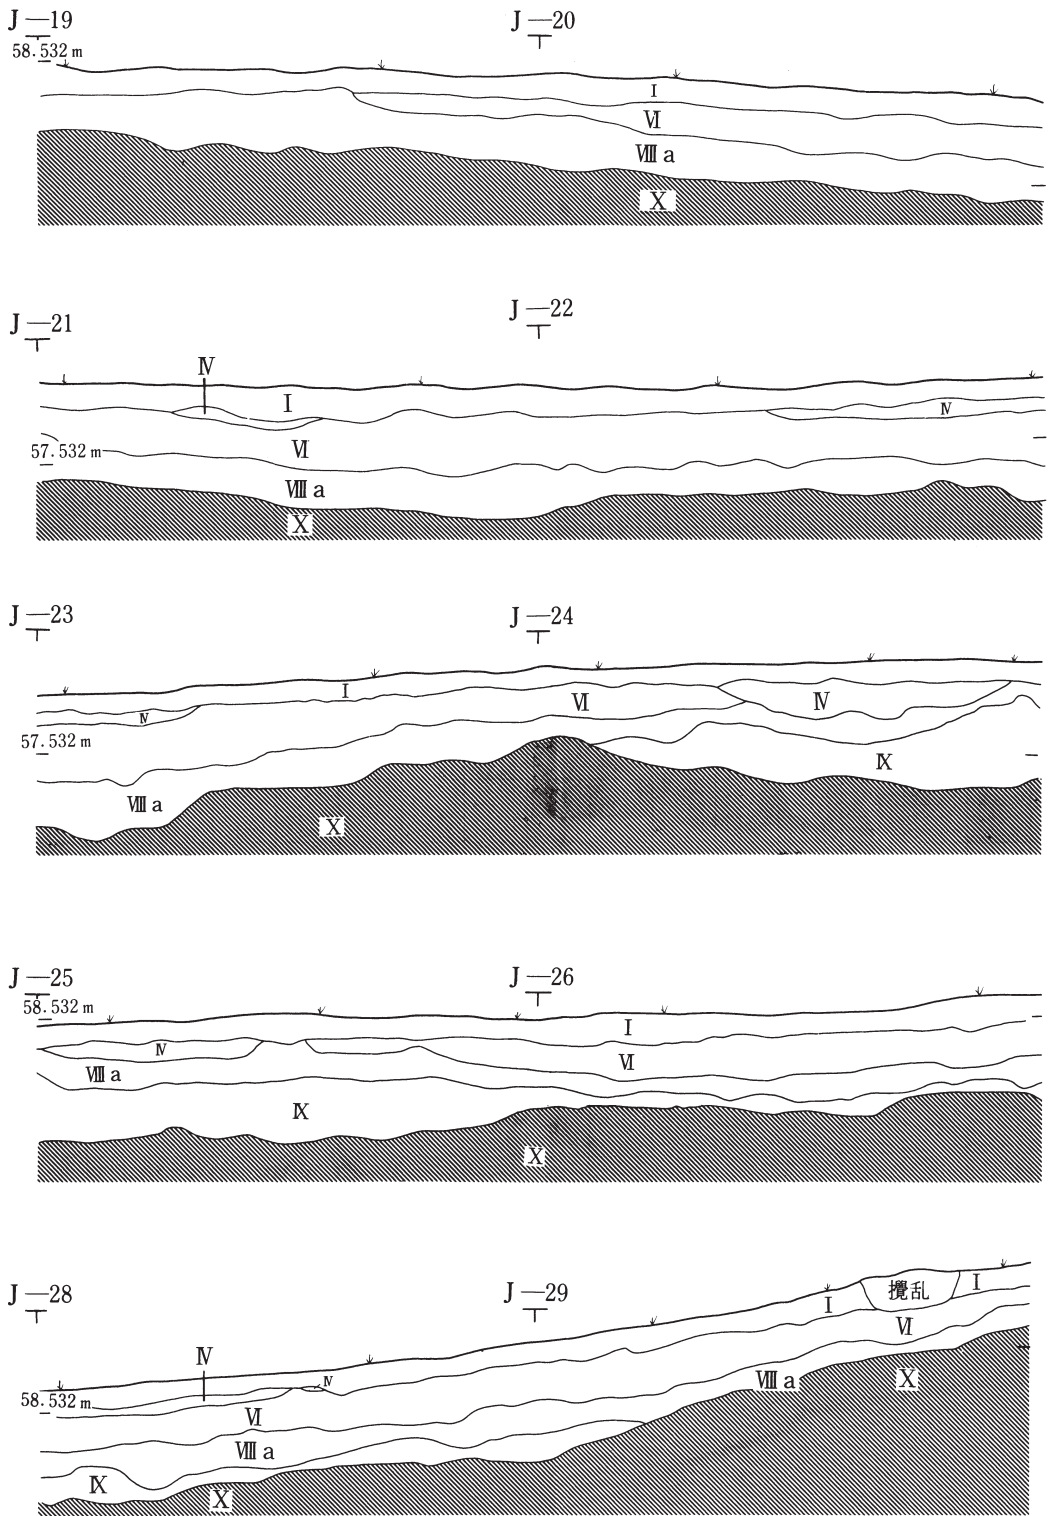 J—19 J—20
58.532m
Ⅰ
Ⅵ
Ⅷa
Ⅹ
J—21 J—22
Ⅳ
Ⅰ
Ⅳ
57.532m Ⅵ
Ⅷa
Ⅹ
J—23 J—24
Ⅰ
Ⅵ Ⅳ
Ⅳ
57.532m
Ⅸ
Ⅷa
Ⅹ
J—25 J—26
58.532m
Ⅰ
Ⅳ
Ⅵ
Ⅷa
Ⅸ
Ⅹ
J—28 J—29
攪乱 Ⅰ
Ⅰ
Ⅵ
Ⅳ
Ⅳ Ⅷa Ⅹ
58.532m
Ⅵ
Ⅷa
Ⅸ
Ⅹ